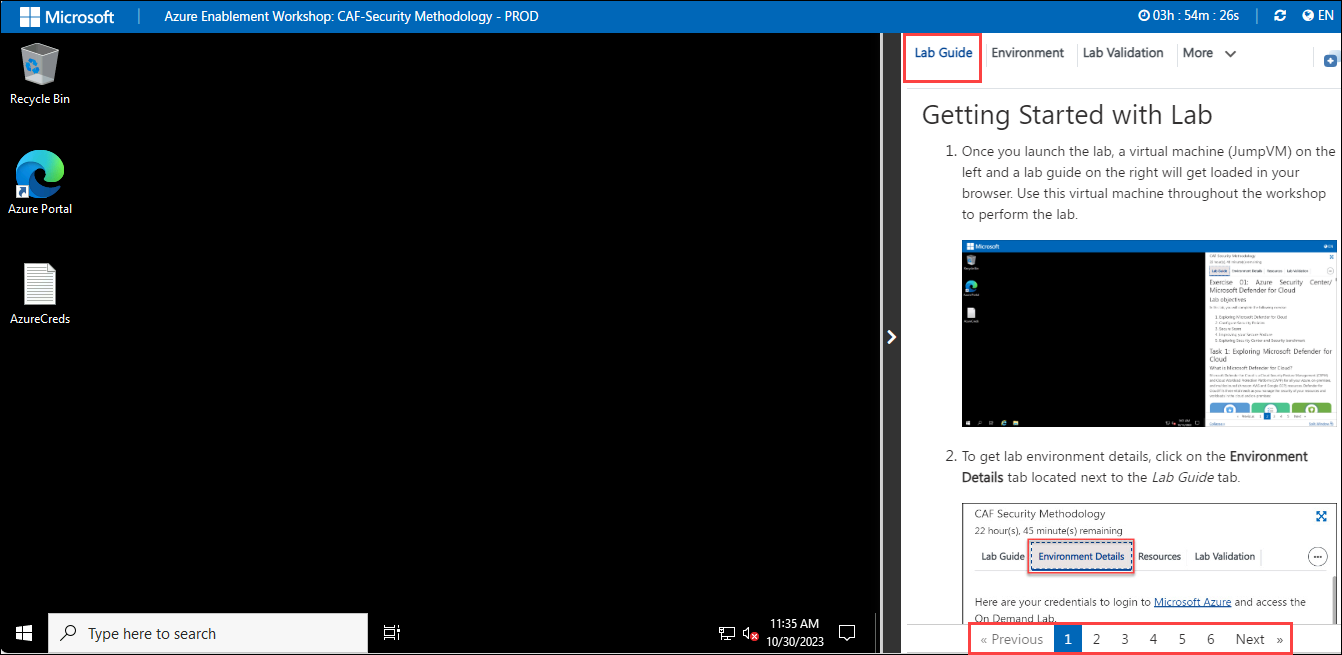 Microsoft
Azure Enablement Workshop: CAF-Security Methodology - PROD
03h : 54m : 26s
EN
Recycle Bin
Azure Portal
AzureCreds
Type here to search
11:35 AM
10/30/2023
Lab Guide
Environment
Lab Validation
More
Getting Started with Lab
1. Once you launch the lab, a virtual machine (JumpVM) on the
left and a lab guide on the right will get loaded in your
browser. Use this virtual machine throughout the workshop
to perform the lab.
Microsoft
CAF Security Methodology
Lab Guide Environment Details Resources Lab Validation
Exercise 01: Azure Security Center/
Microsoft Defender for Cloud
Lab objectives
Task 1: Exploring Microsoft Defender for
Cloud
What is Microsoft Defender for Cloud?
2. To get lab environment details, click on the Environment
Details tab located next to the Lab Guide tab.
CAF Security Methodology
22 hour(s), 45 minute(s) remaining
Lab Guide Environment Details Resources Lab Validation
Here are your credentials to login to Microsoft Azure and access the
On Demand Lab.
« Previous 1 2 3 4 5 6 Next »